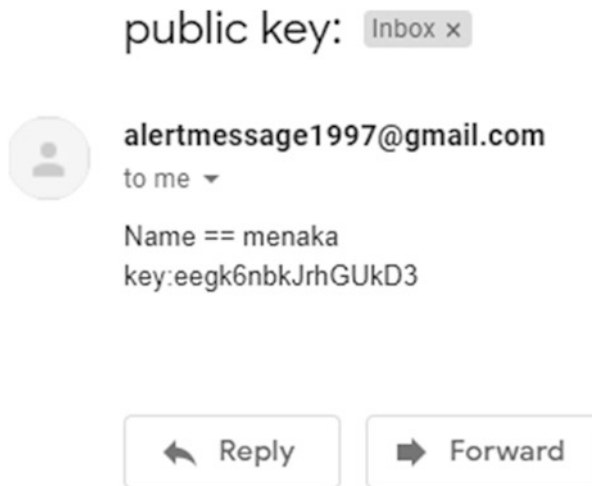 public key: Inbox ×
alertmessage1997@gmail.com
to me
Name == menaka
key:eegk6nbkJrhGUkD3
Reply Forward